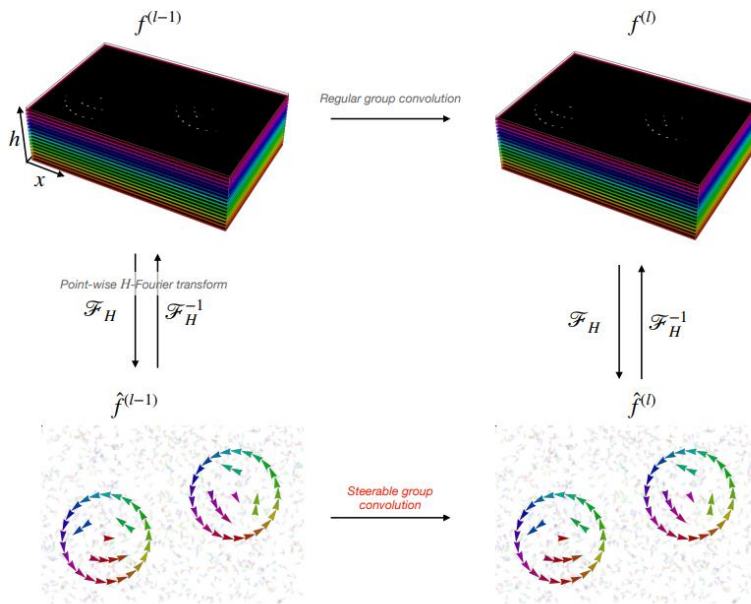 f^{(l-1)}
f^{(l)}
Regular group convolution
h
x
Point-wise H-Fourier transform
ℱ_H ℱ_H^{-1}
ℱ_H ℱ_H^{-1}
f̂^{(l-1)}
f̂^{(l)}
Steerable group
convolution